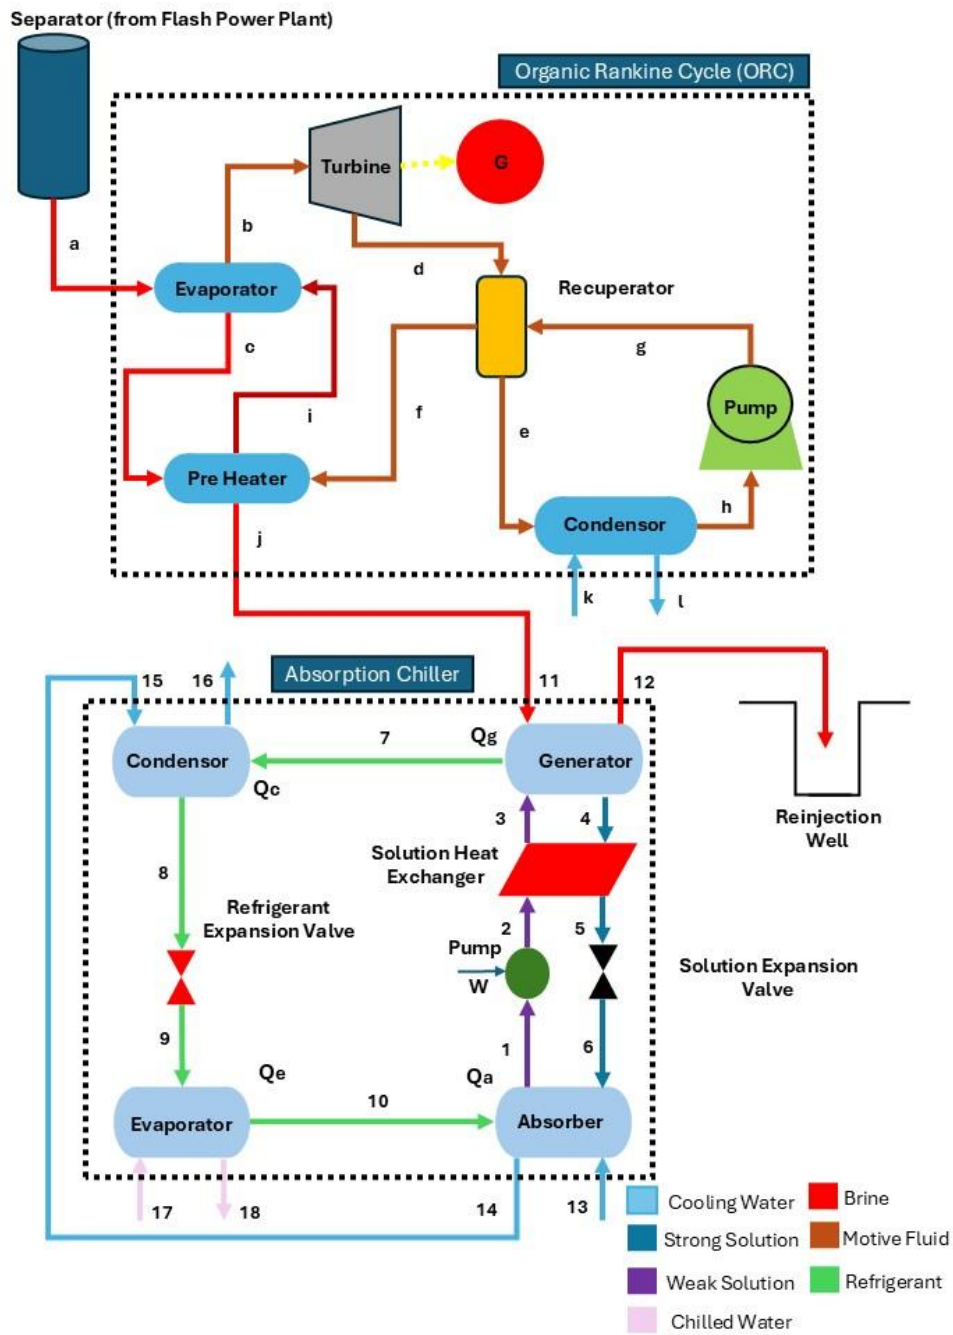 Separator (from Flash Power Plant)
Organic Rankine Cycle (ORC)
Turbine
G
a
b
d
Evaporator
Recuperator
c
g
i
f
e
Pump
Pre Heater
h
Condensor
j
k
l
Absorption Chiller
15
16
11
12
7
Qg
Condensor
Generator
Qc
3
4
Reinjection
Well
Solution Heat
Exchanger
8
Refrigerant
Expansion Valve
2
5
Pump
W
Solution Expansion
Valve
9
1
6
Qe
Qa
10
Evaporator
Absorber
17
18
14
13
Cooling Water
Brine
Strong Solution
Motive Fluid
Weak Solution
Refrigerant
Chilled Water